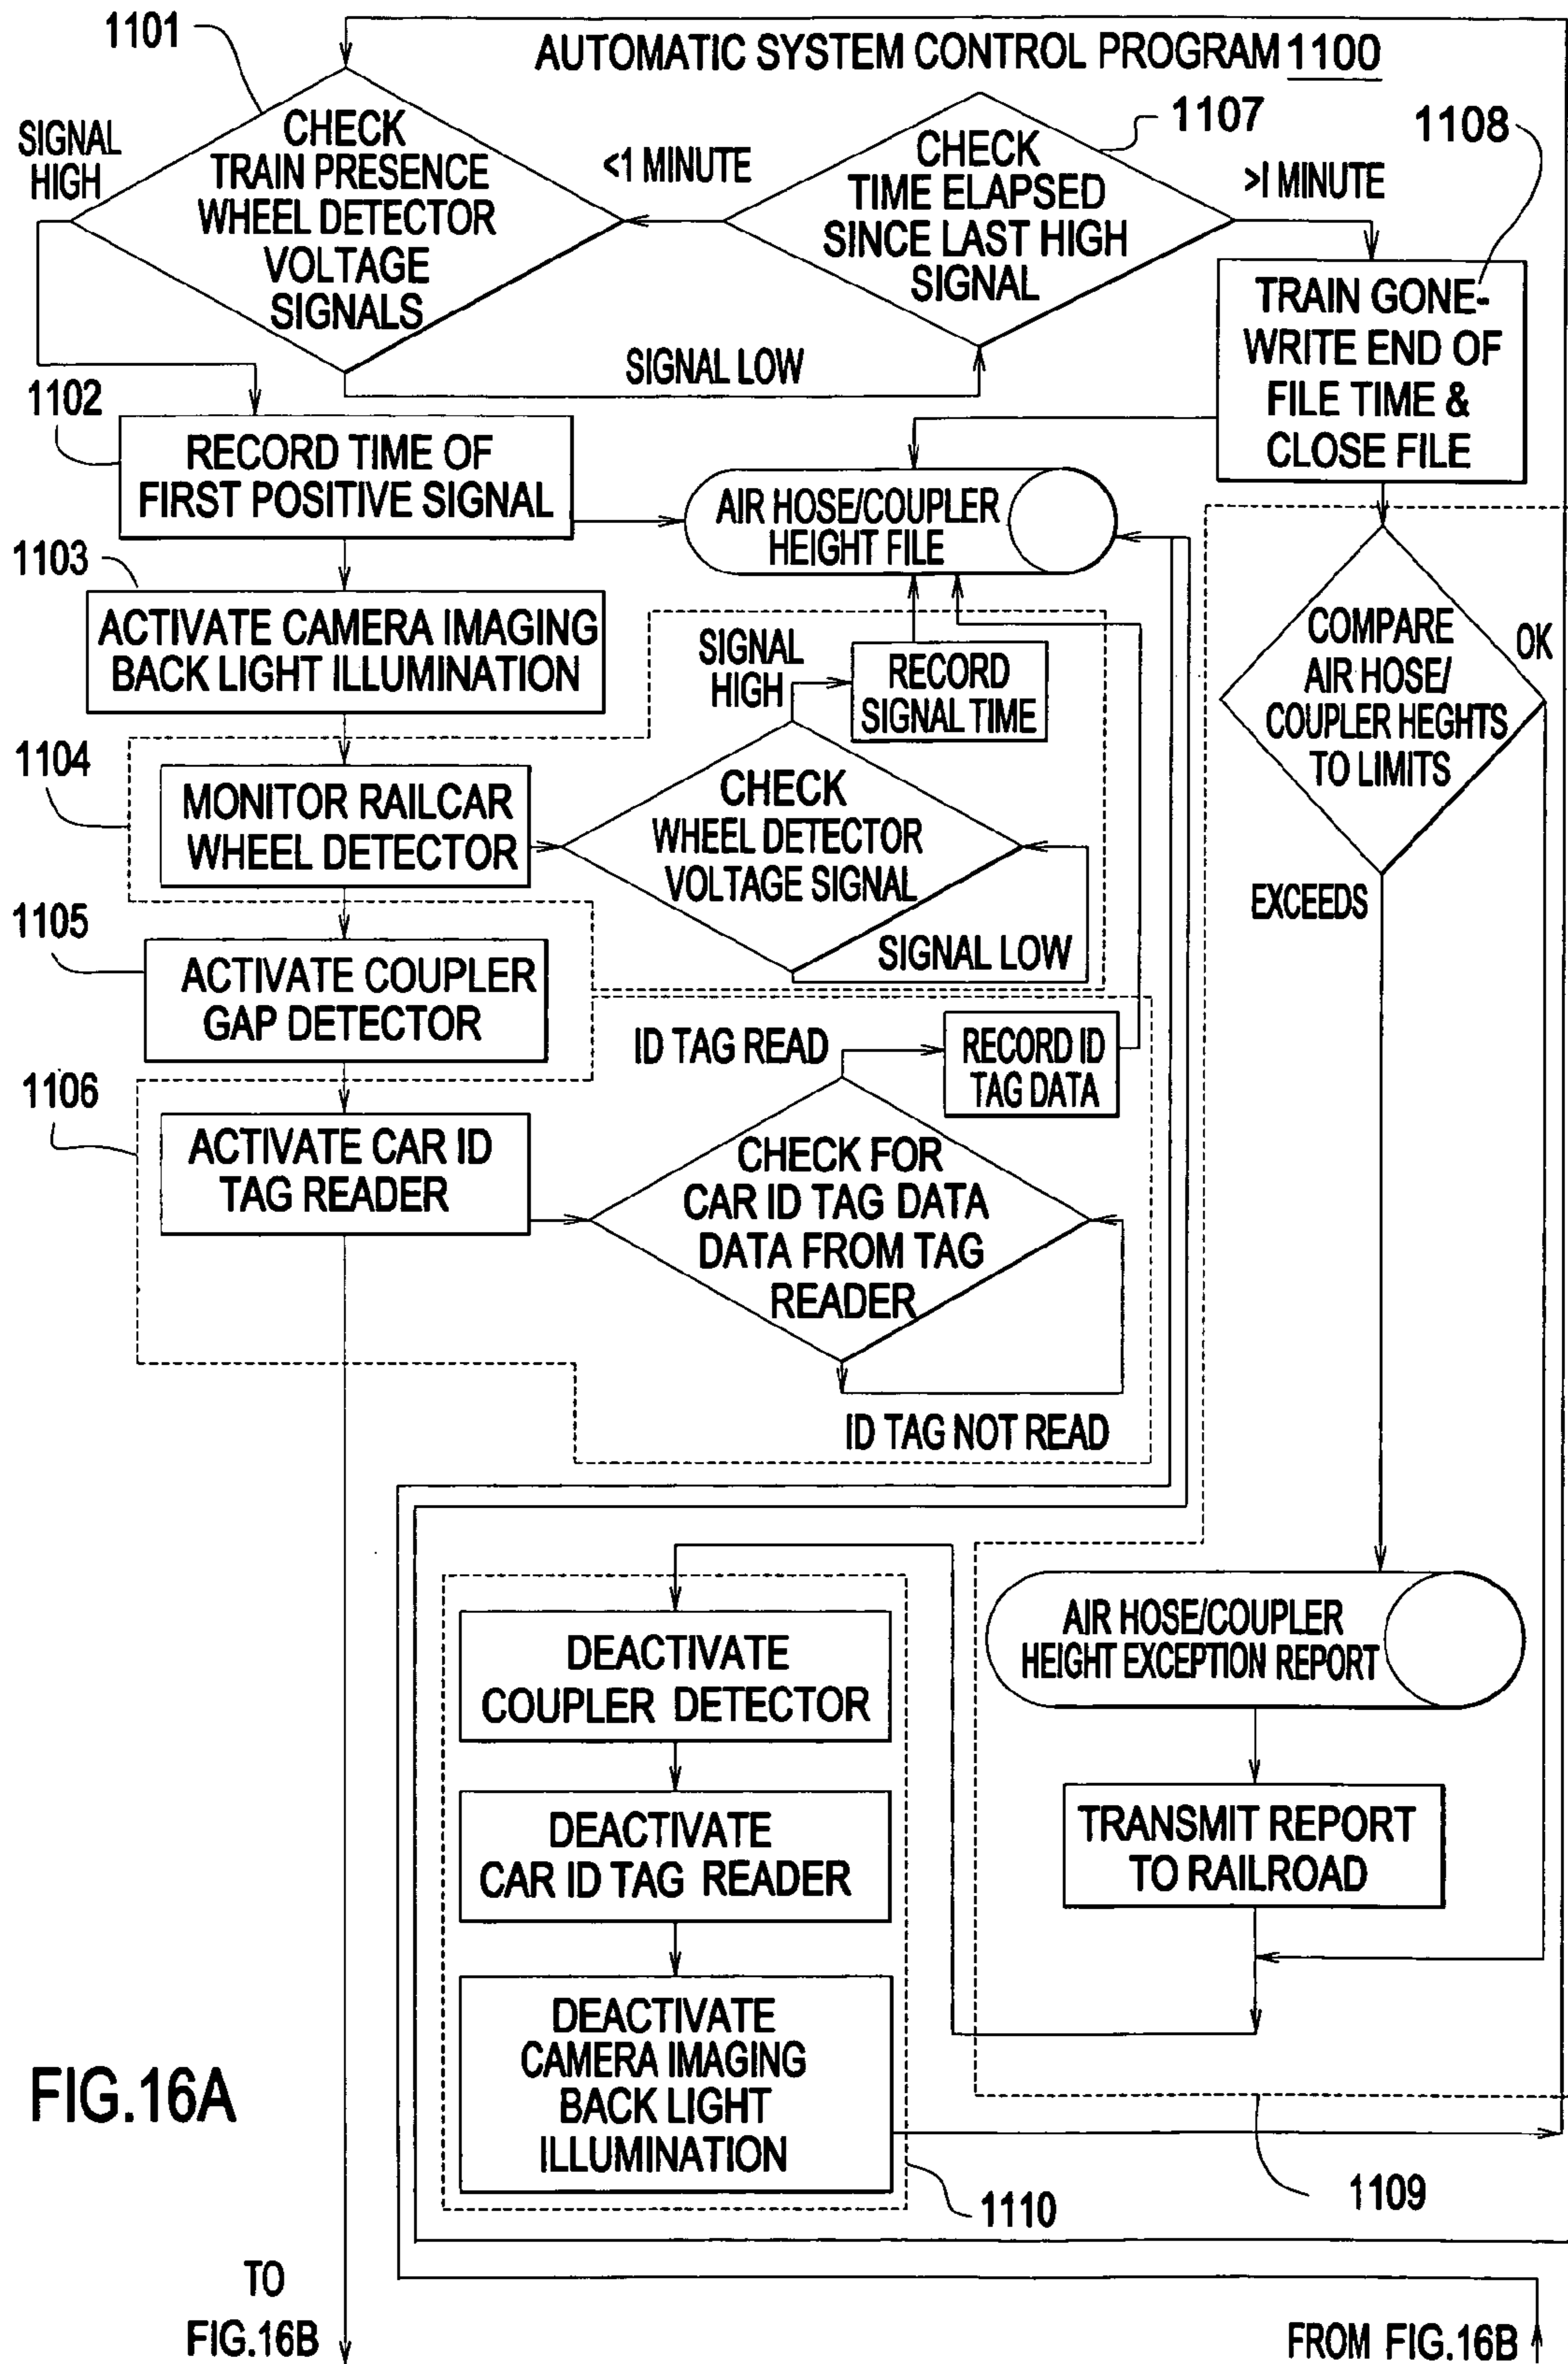 AUTOMATIC SYSTEM CONTROL PROGRAM 1100
1101
CHECK
TRAIN PRESENCE
WHEEL DETECTOR
VOLTAGE
SIGNALS
SIGNAL
HIGH
<1 MINUTE
1107
CHECK
TIME ELAPSED
SINCE LAST HIGH
SIGNAL
>I MINUTE
1108
TRAIN GONE-
WRITE END OF
FILE TIME &
CLOSE FILE
SIGNAL LOW
1102
RECORD TIME OF
FIRST POSITIVE SIGNAL
AIR HOSE/COUPLER
HEIGHT FILE
1103
ACTIVATE CAMERA IMAGING
BACK LIGHT ILLUMINATION
SIGNAL
HIGH
RECORD
SIGNAL TIME
COMPARE
AIR HOSE/
COUPLER HEGHTS
TO LIMITS
OK
1104
MONITOR RAILCAR
WHEEL DETECTOR
CHECK
WHEEL DETECTOR
VOLTAGE SIGNAL
SIGNAL LOW
EXCEEDS
1105
ACTIVATE COUPLER
GAP DETECTOR
ID TAG READ
RECORD ID
TAG DATA
1106
ACTIVATE CAR ID
TAG READER
CHECK FOR
CAR ID TAG DATA
DATA FROM TAG
READER
ID TAG NOT READ
DEACTIVATE
COUPLER DETECTOR
AIR HOSE/COUPLER
HEIGHT EXCEPTION REPORT
DEACTIVATE
CAR ID TAG READER
TRANSMIT REPORT
TO RAILROAD
DEACTIVATE
CAMERA IMAGING
BACK LIGHT
ILLUMINATION
FIG.16A
1110
1109
TO
FIG.16B
FROM FIG.16B